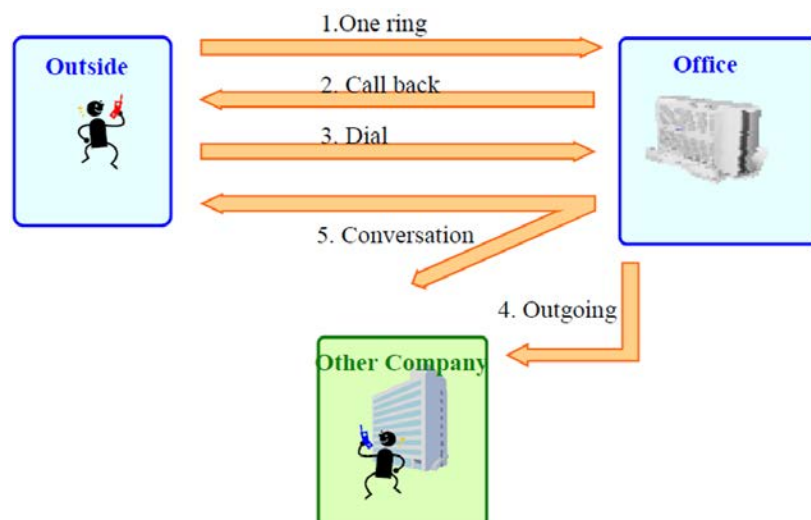 1.One ring
Outside
Office
2. Call back
3. Dial
5. Conversation
4. Outgoing
Other Company